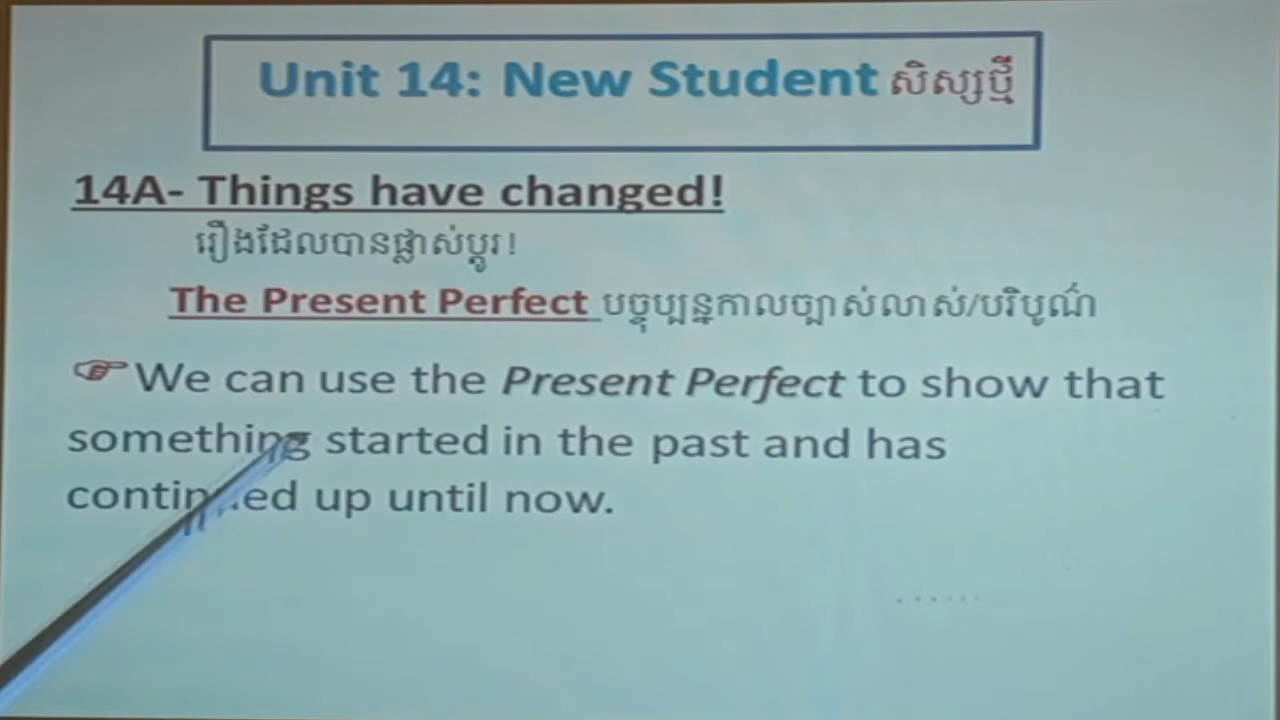 Unit 14: New Student សិស្សថ្មី
14A- Things have changed!
រឿងដែលបានផ្លាស់ប្ដូរ!
The Present Perfect បច្ចុប្បន្នកាលច្បាស់លាស់/បរិបូណ៌
☞We can use the Present Perfect to show that
something started in the past and has
continued up until now.